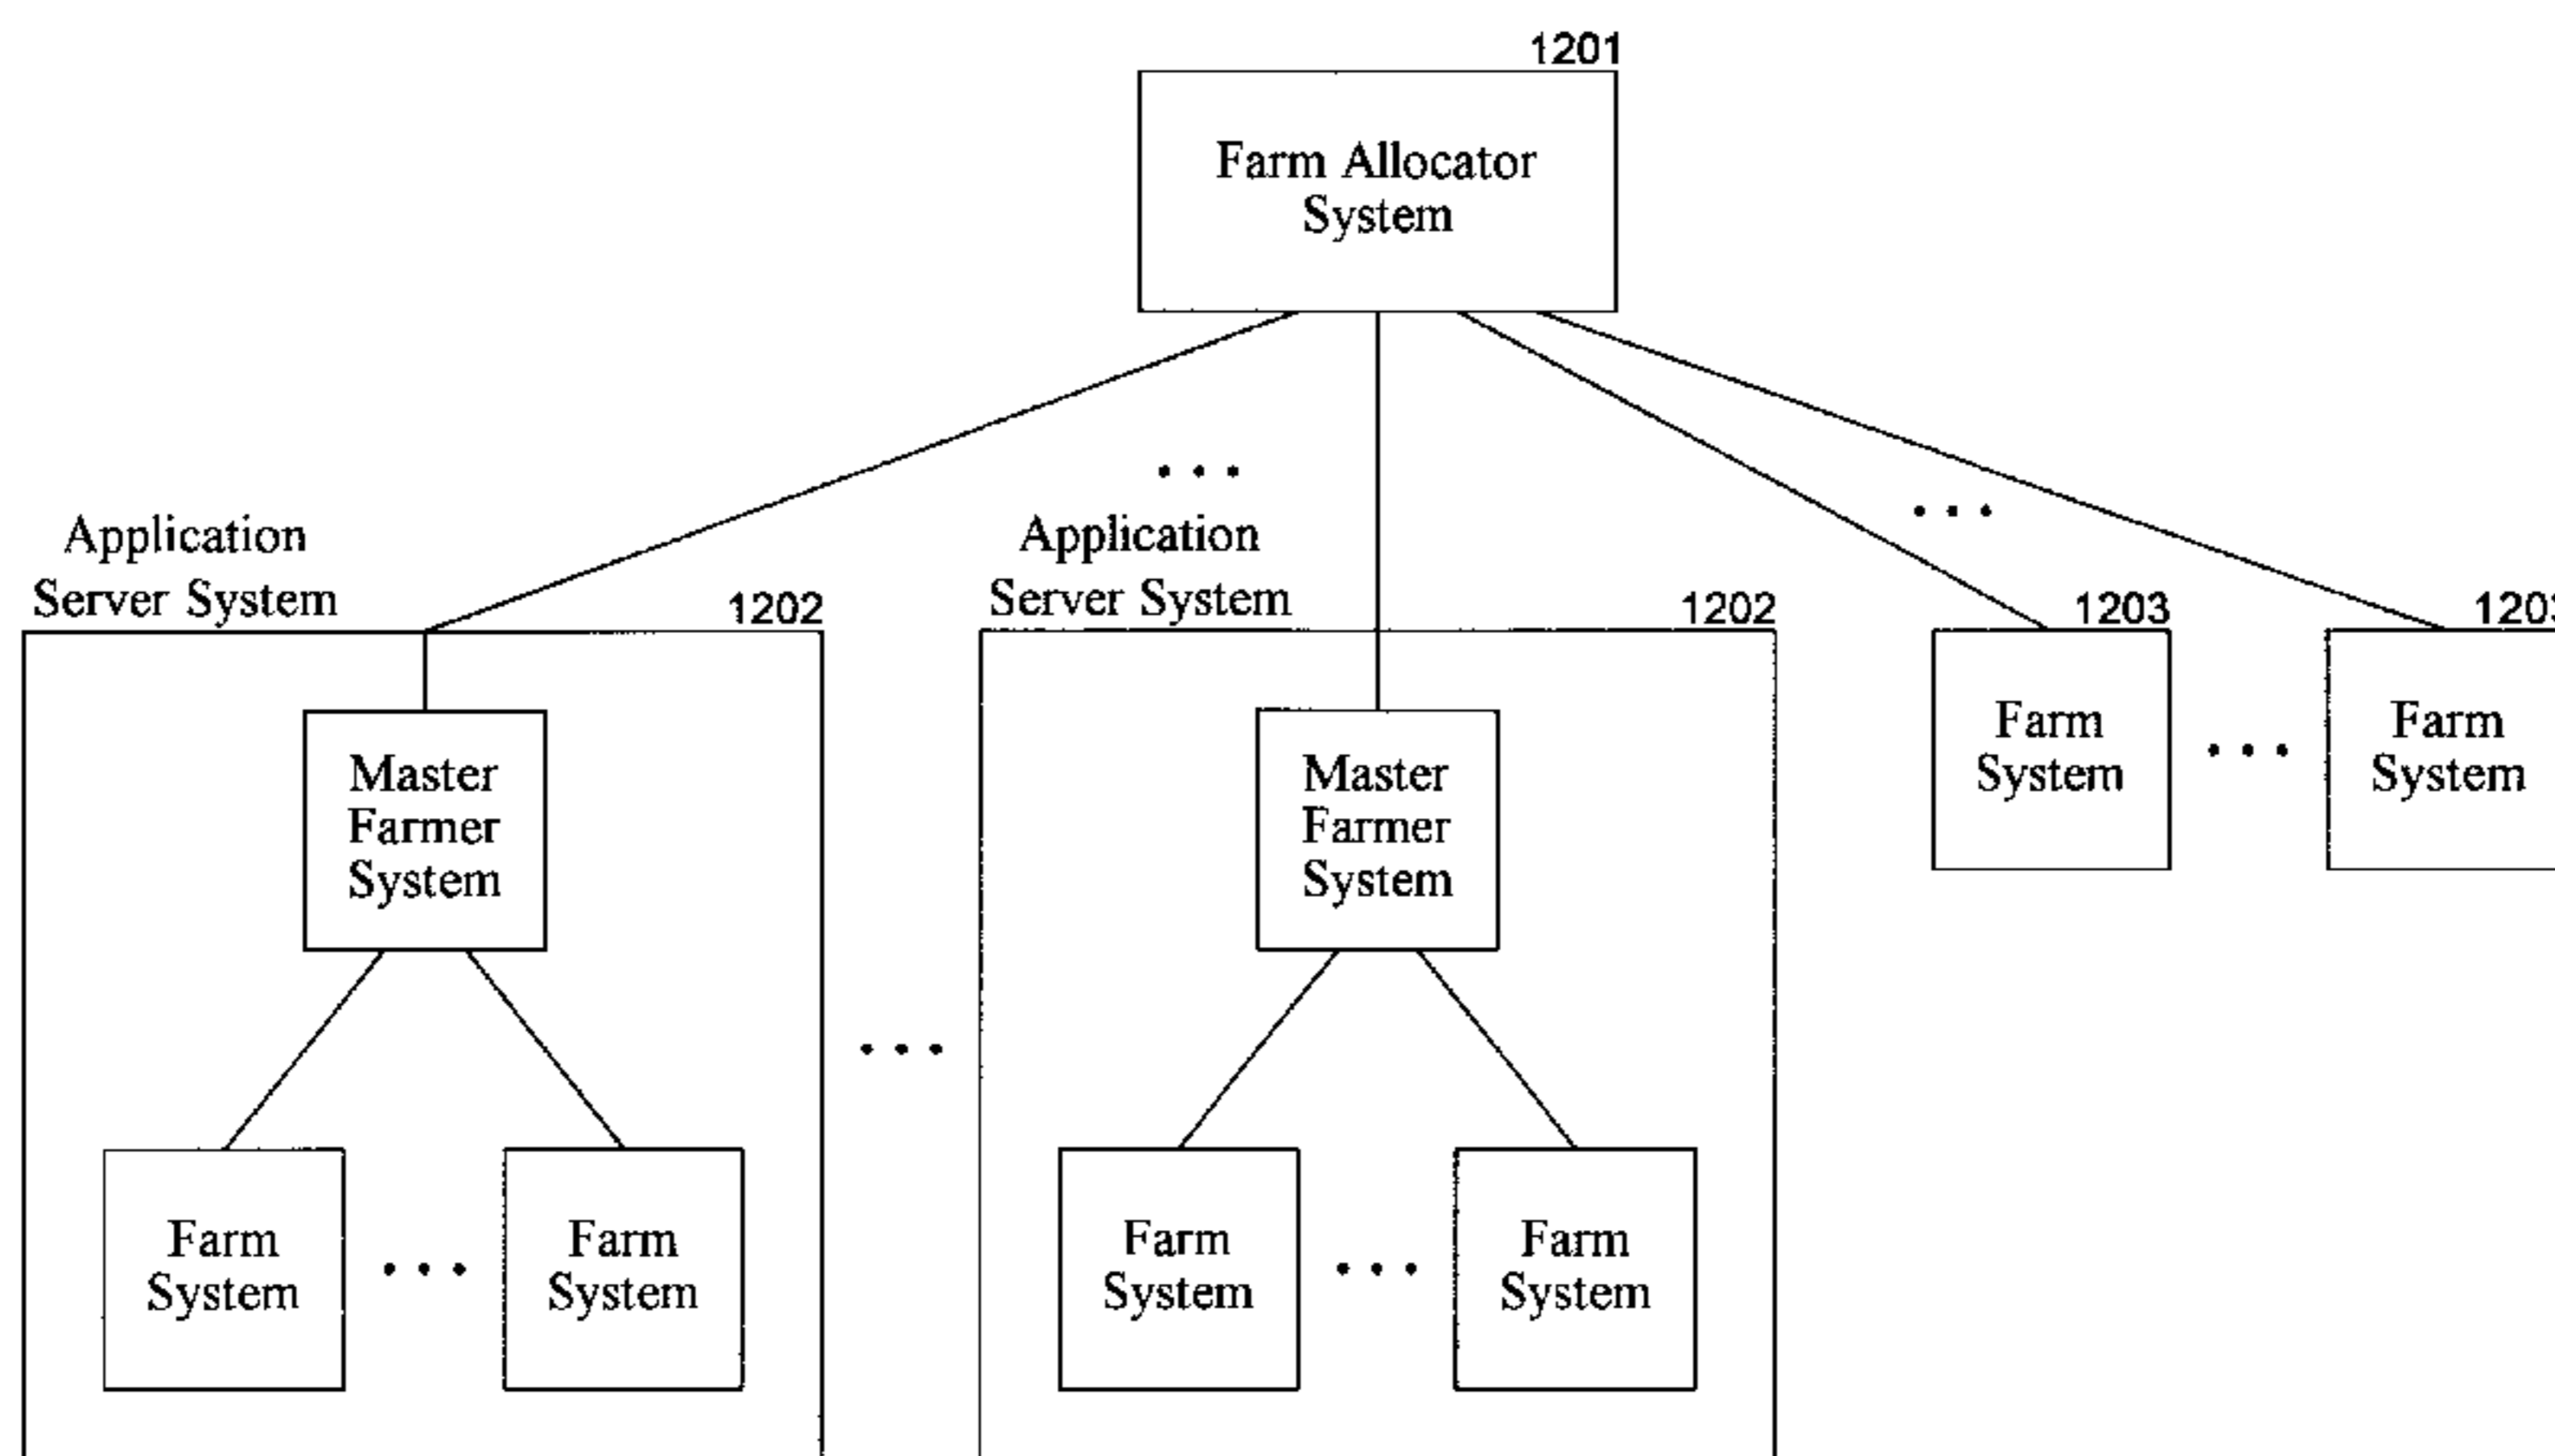 1201
Farm Allocator
System
• • •
• • •
Application
Server System
1202
Application
Server System
1202
1203
1203
Master
Farmer
System
Master
Farmer
System
Farm
System
• • •
Farm
System
• • •
Farm
System
• • •
Farm
System
Farm
System
• • •
Farm
System